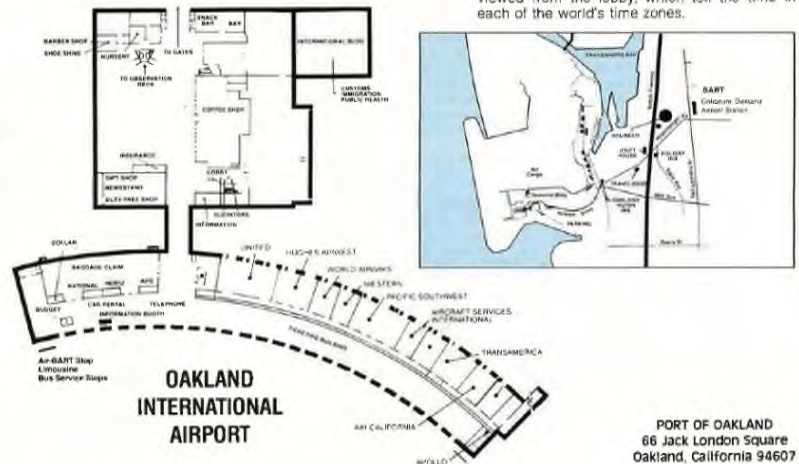 viewed from the lobby, which tell the time in
each of the world's time zones.
SNACK
BAR
BAR
BARBER SHOP
SHOE SHINE
NURSERY
TO GATES
TO OBSERVATION
DECK
INTERNATIONAL BLDG
CUSTOMS
IMMIGRATION
PUBLIC HEALTH
COFFEE SHOP
INSURANCE
LOBBY
GIFT SHOP
NEWSSTAND
DUTY FREE SHOP
ELEVATORS
INFORMATION
DOLLAR
BAGGAGE CLAIM
NATIONAL
HERTZ
AVIS
BUDGET
CAR RENTAL
TELEPHONE
INFORMATION BOOTH
Air-BART Stop
Limousine
Bus Service Stops
UNITED
HUGHES AIRWEST
WORLD AIRWAYS
WESTERN
PACIFIC SOUTHWEST
AIRCRAFT SERVICES
INTERNATIONAL
TRANSAMERICA
TICKETING BUILDING
AIR CALIFORNIA
APOLLO
OAKLAND
INTERNATIONAL
AIRPORT
BART
Coliseum
Airport Station
COLISEUM
HOLIDAY
INN
Air
Cargo
PARKING
PORT OF OAKLAND
66 Jack London Square
Oakland, California 94607